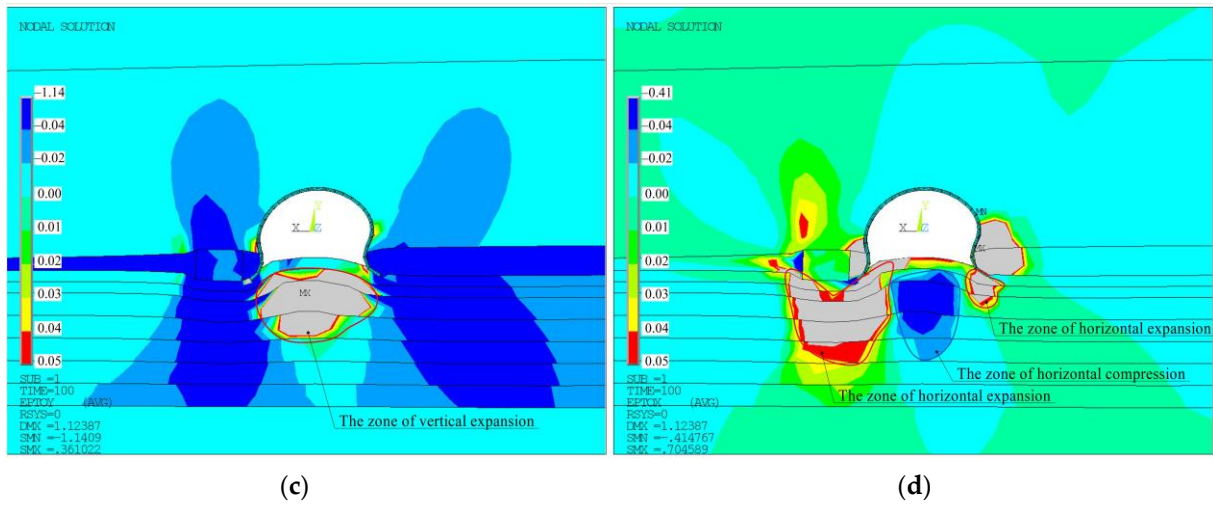 NODAL SOLUTION
−1.14
−0.04
−0.02
0.00
0.01
0.02
0.03
0.04
0.05
Y
X Z
MX
SUB =1
TIME=100
EPTOY (AVG)
RSYS=0
DMX =1.12387
SMN =-1.1409
SMX =.361022
The zone of vertical expansion
(c)
NODAL SOLUTION
−0.41
−0.04
−0.02
0.00
0.01
0.02
0.03
0.04
0.05
Y
X Z
MN
MX
The zone of horizontal expansion
The zone of horizontal compression
The zone of horizontal expansion
SUB =1
TIME=100
EPTOX (AVG)
RSYS=0
DMX =1.12387
SMN =-.414767
SMX =.704589
(d)